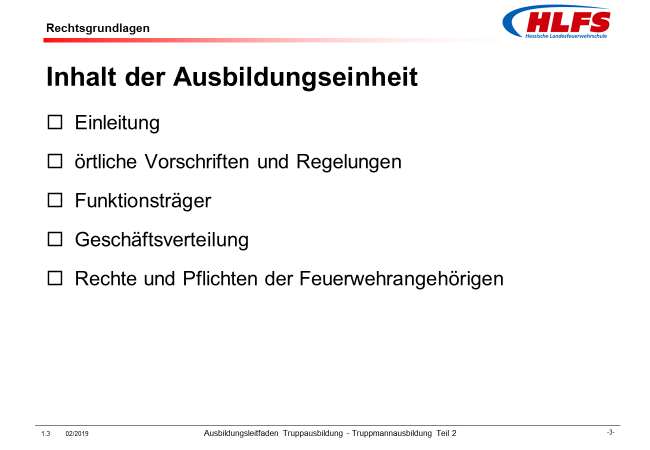 Rechtsgrundlagen
HLFS
Hessische Landesfeuerwehrschule
Inhalt der Ausbildungseinheit
☐ Einleitung
☐ örtliche Vorschriften und Regelungen
☐ Funktionsträger
☐ Geschäftsverteilung
☐ Rechte und Pflichten der Feuerwehrangehörigen
1.3 02/2019 Ausbildungsleitfaden Truppausbildung - Truppmannausbildung Teil 2 -3-